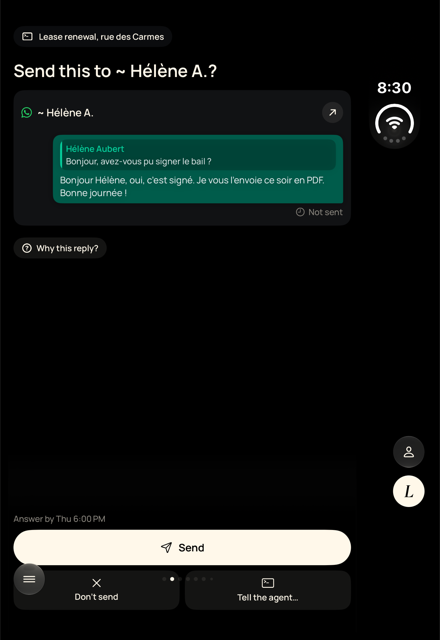 Lease renewal, rue des Carmes
Send this to ~ Hélène A.?
8:30
~ Hélène A.
Hélène Aubert
Bonjour, avez-vous pu signer le bail ?
Bonjour Hélène, oui, c'est signé. Je vous l'envoie ce soir en PDF.
Bonne journée !
Not sent
Why this reply?
L
Answer by Thu 6:00 PM
Send
Don't send
Tell the agent...